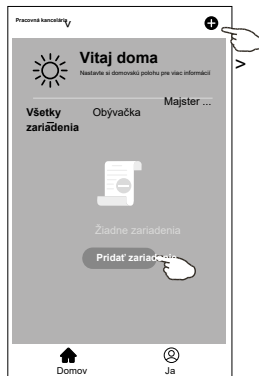 Pracovná kancelária
Vitaj doma
Nastavte si domovskú polohu pre viac informácií
>
Všetky zariadenia
Obývačka
Majster ...
Žiadne zariadenia
Pridať zariadenie
Domov
Ja